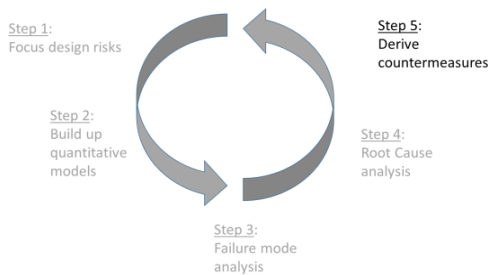 Step 1:
Focus design risks
Step 2:
Build up
quantitative
models
Step 3:
Failure mode
analysis
Step 4:
Root Cause
analysis
Step 5:
Derive
countermeasures